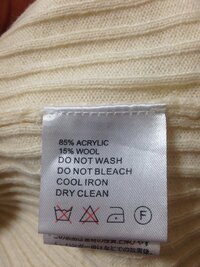 85% ACRYLIC
15% WOOL
DO NOT WASH
DO NOT BLEACH
COOL IRON
DRY CLEAN
F